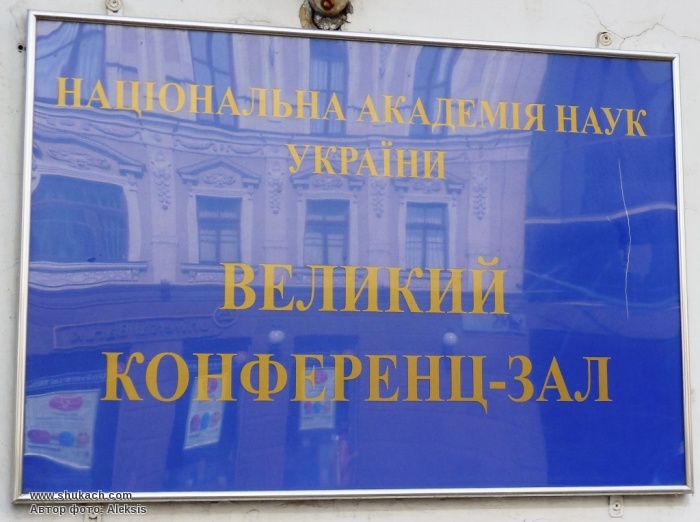 НАЦІОНАЛЬНА АКАДЕМІЯ НАУК
УКРАЇНИ
ВЕЛИКИЙ
КОНФЕРЕНЦ-ЗАЛ
www.shukach.com
Автор фото: Aleksis